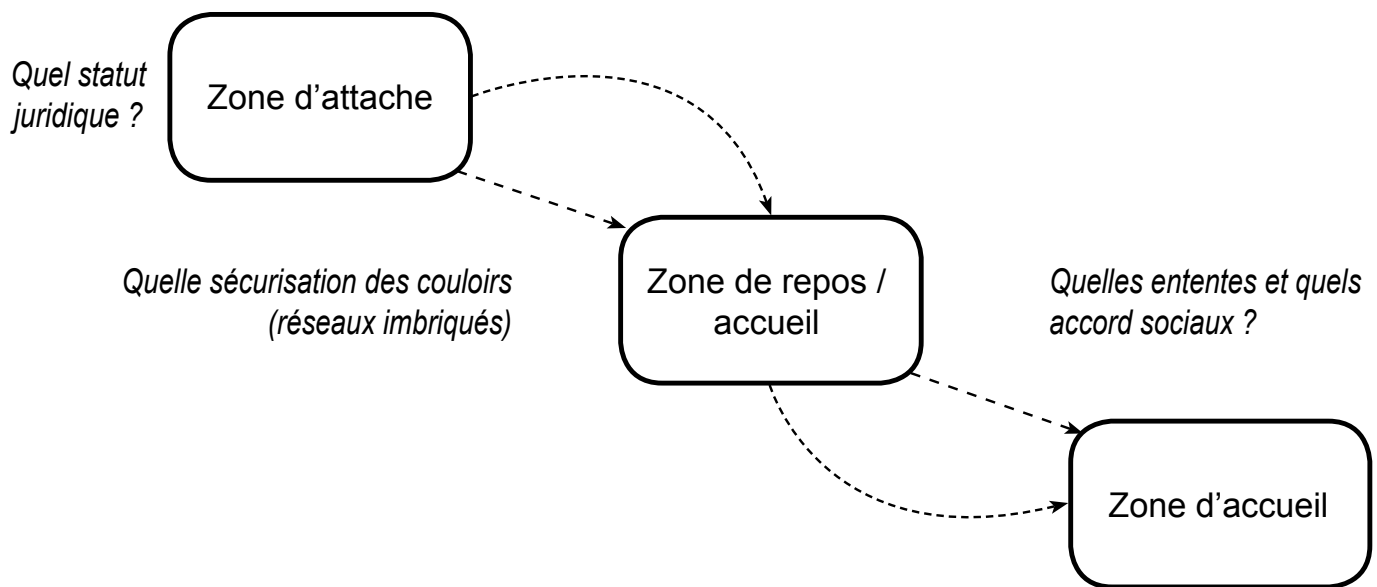 Quel statut
juridique ?
Zone d’attache
Quelle sécurisation des couloirs
(réseaux imbriqués)
Zone de repos /
accueil
Quelles ententes et quels
accord sociaux ?
Zone d’accueil